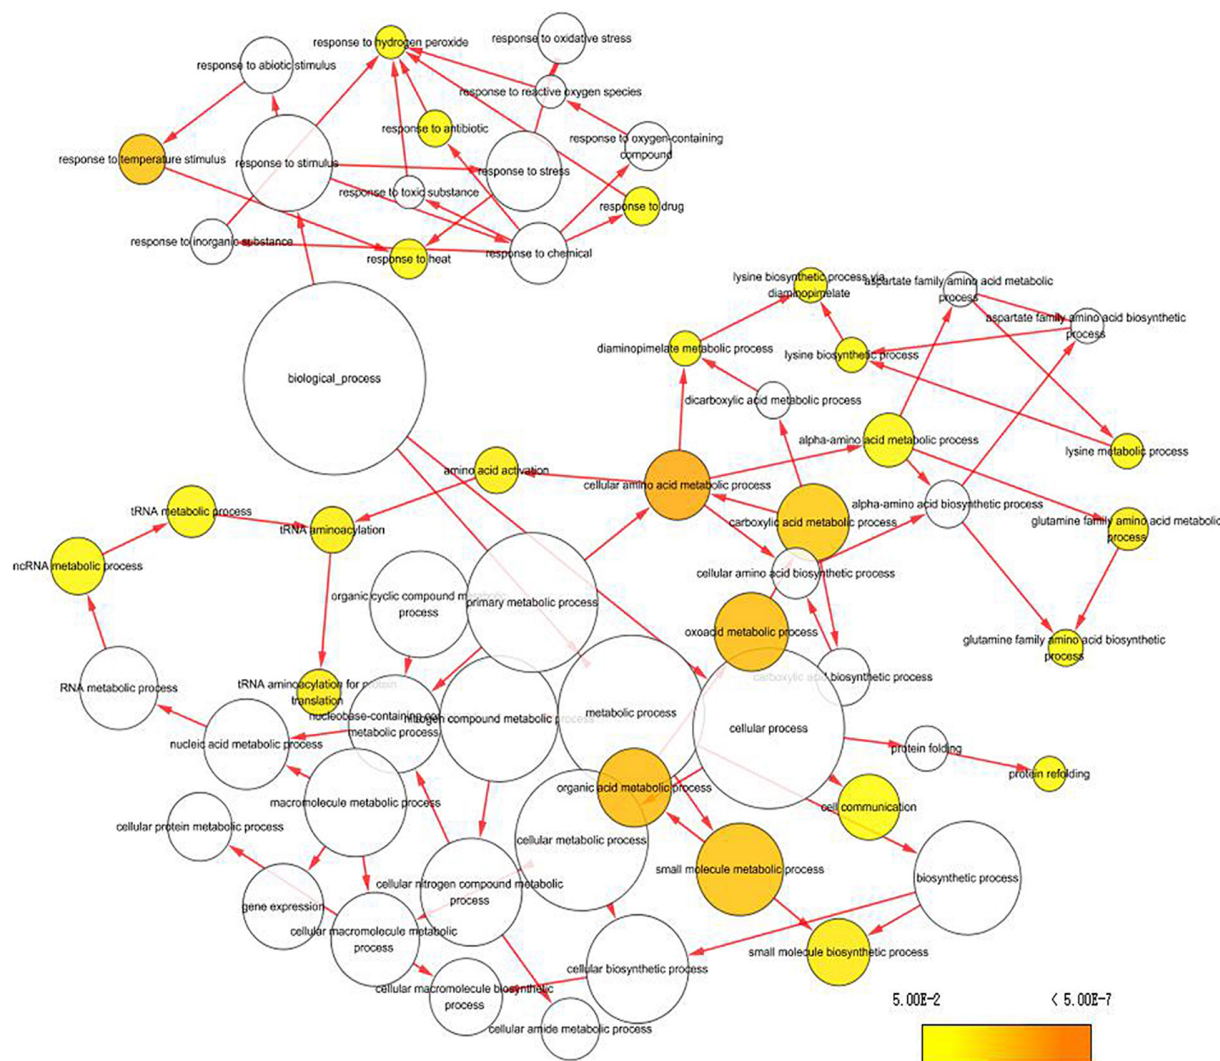 response to oxidative stress
response to hydrogen peroxide
response to abiotic stimulus
response to reactive oxygen species
response to antibiotic
response to oxygen-containing
compound
response to temperature stimulus
response to stimulus
response to stress
response to toxic substance
response to drug
response to inorganic substance
response to heat
response to chemical
lysine biosynthetic process via
diaminopimelate
aspartate family amino acid metabolic
process
aspartate family amino acid biosynthetic
process
diaminopimelate metabolic process
lysine biosynthetic process
biological_process
dicarboxylic acid metabolic process
alpha-amino acid metabolic process
lysine metabolic process
amino acid activation
cellular amino acid metabolic process
alpha-amino acid biosynthetic process
tRNA metabolic process
tRNA aminoacylation
carboxylic acid metabolic process
glutamine family amino acid metabolic
process
ncRNA metabolic process
cellular amino acid biosynthetic process
organic cyclic compound metabolic
process
primary metabolic process
oxoacid metabolic process
glutamine family amino acid biosynthetic
process
carboxylic acid biosynthetic process
RNA metabolic process
tRNA aminoacylation for protein
translation
nucleobase-containing co
metabolic process
nitrogen compound metabolic process
metabolic process
cellular process
nucleic acid metabolic process
protein folding
protein refolding
organic acid metabolic process
macromolecule metabolic process
cell communication
cellular protein metabolic process
cellular metabolic process
small molecule metabolic process
biosynthetic process
cellular nitrogen compound metabolic
process
gene expression
cellular macromolecule metabolic
process
small molecule biosynthetic process
cellular biosynthetic process
cellular macromolecule biosynthetic
process
cellular amide metabolic process
5.00E-2
< 5.00E-7